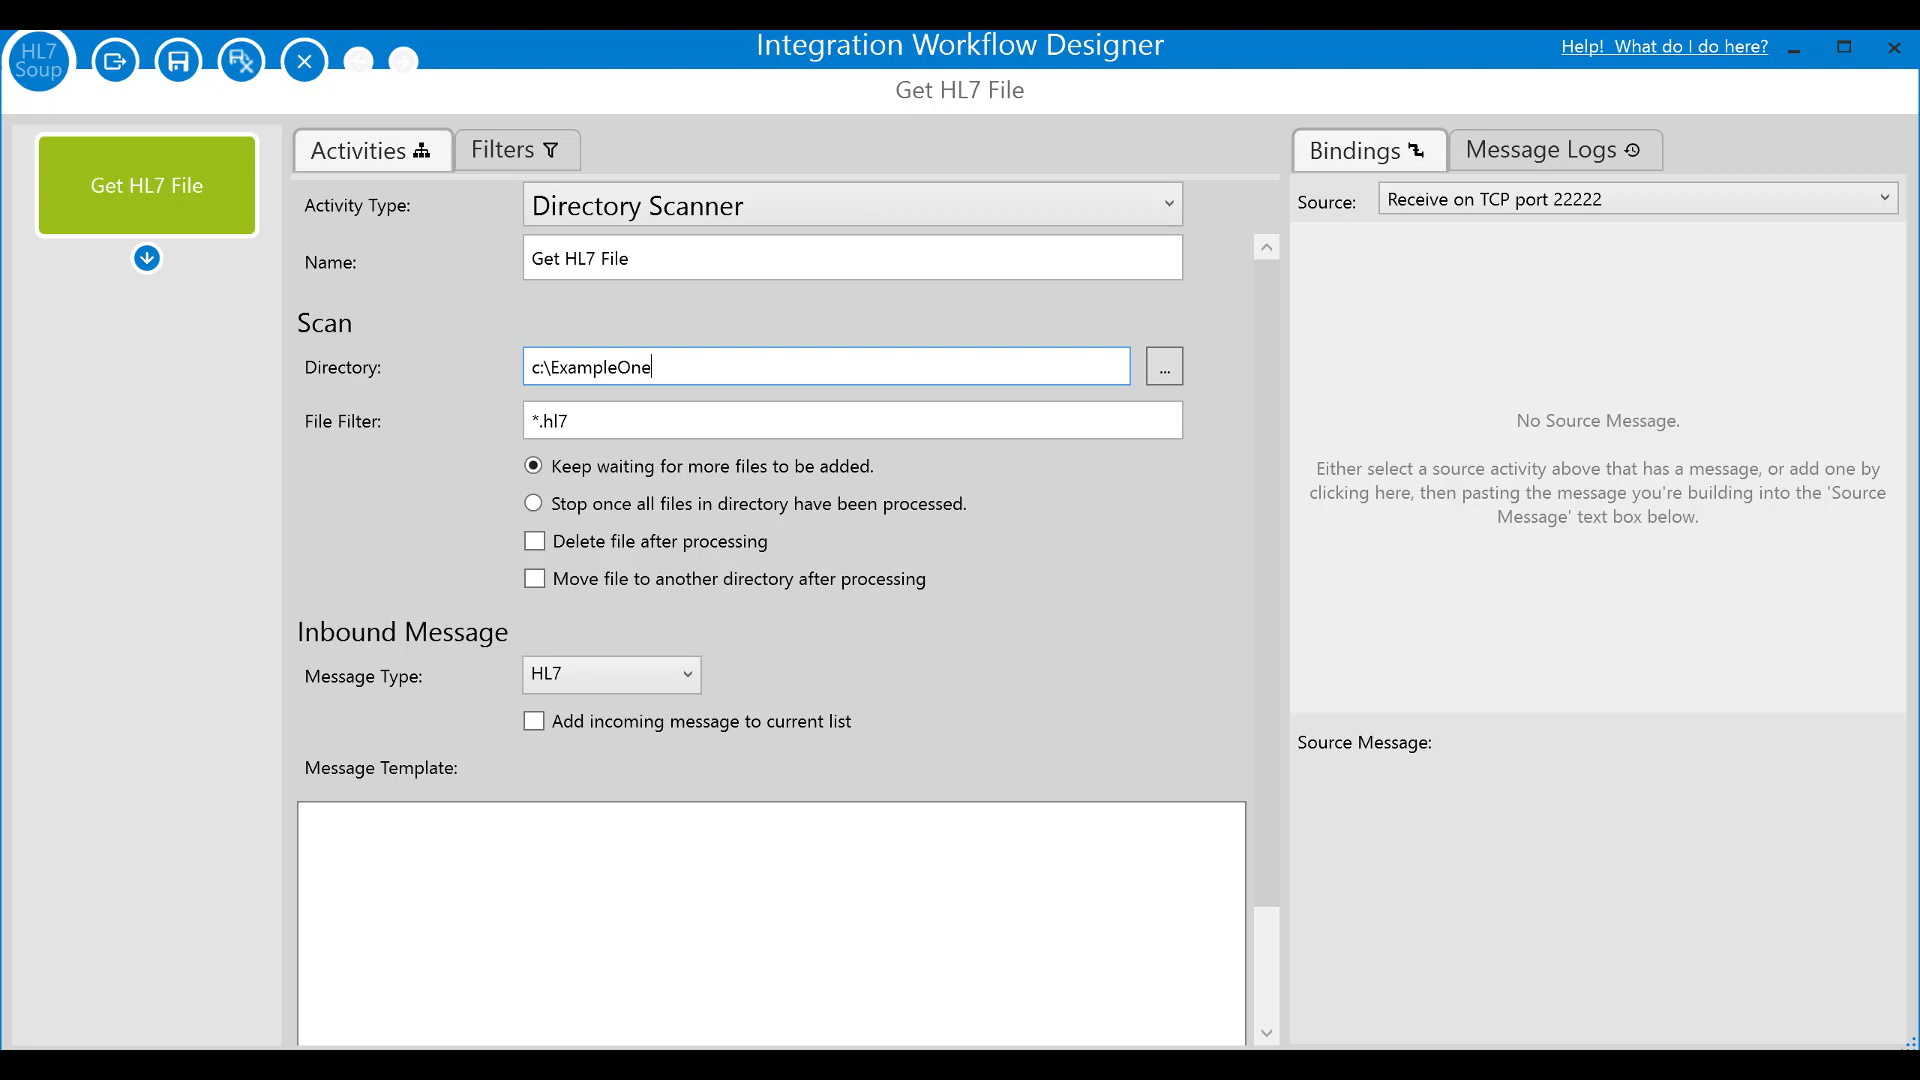 HL7
Soup
Integration Workflow Designer
Help!  What do I do here?
Get HL7 File
Get HL7 File
Activities
Filters
Activity Type:
Directory Scanner
Name:
Get HL7 File
Scan
Directory:
c:\ExampleOne
...
File Filter:
*.hl7
Keep waiting for more files to be added.
Stop once all files in directory have been processed.
Delete file after processing
Move file to another directory after processing
Inbound Message
Message Type:
HL7
Add incoming message to current list
Message Template:
Bindings
Message Logs
Source:
Receive on TCP port 22222
No Source Message.
Either select a source activity above that has a message, or add one by
clicking here, then pasting the message you're building into the 'Source
Message' text box below.
Source Message: